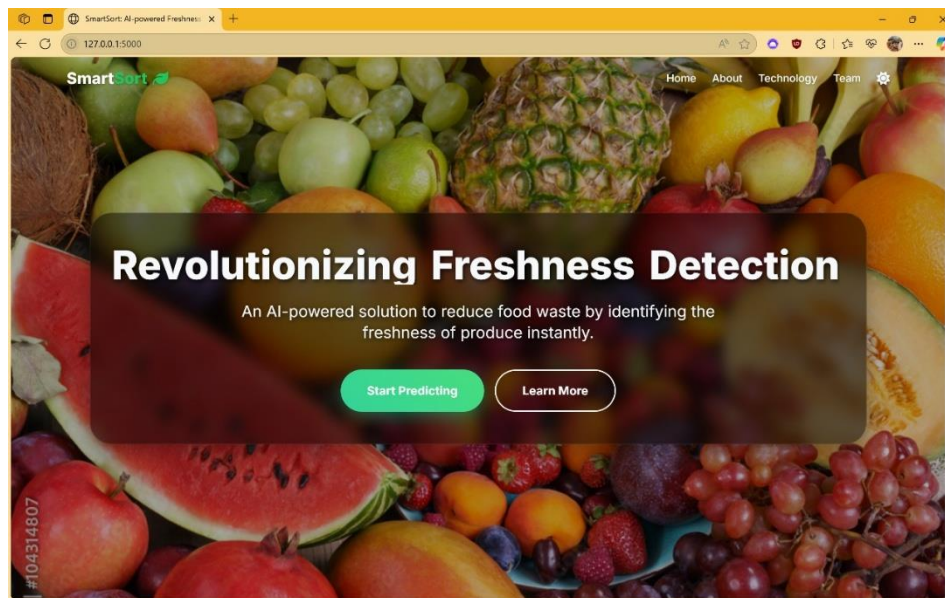 SmartSort: AI-powered Freshness
127.0.0.1:5000
SmartSort
Home About Technology Team
Revolutionizing Freshness Detection
An AI-powered solution to reduce food waste by identifying the
freshness of produce instantly.
Start Predicting Learn More
| #104314807